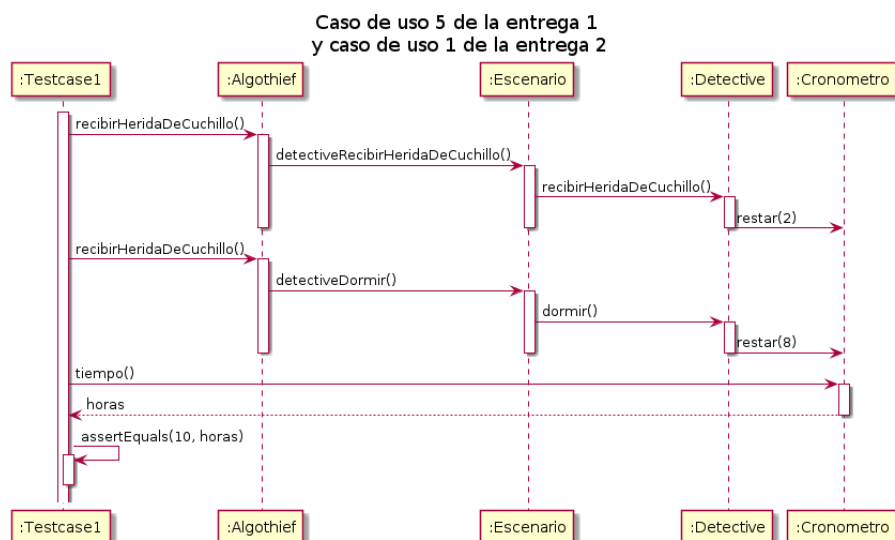 Caso de uso 5 de la entrega 1
y caso de uso 1 de la entrega 2
:Testcase1
:Algothief
:Escenario
:Detective
:Cronometro
recibirHeridaDeCuchillo()
detectiveRecibirHeridaDeCuchillo()
recibirHeridaDeCuchillo()
restar(2)
recibirHeridaDeCuchillo()
detectiveDormir()
dormir()
restar(8)
tiempo()
horas
assertEquals(10, horas)
:Testcase1
:Algothief
:Escenario
:Detective
:Cronometro